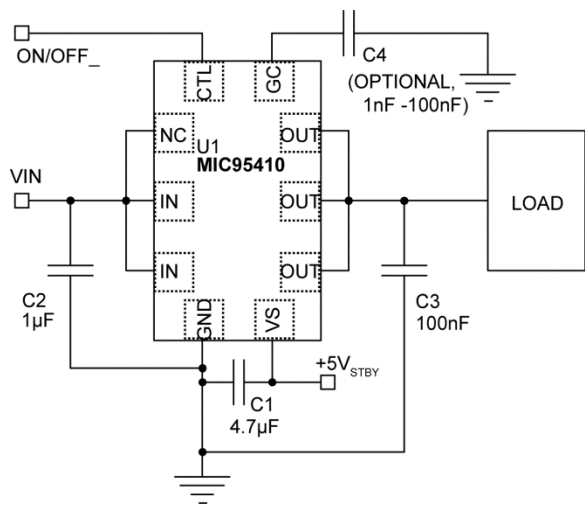 ON/OFF_
CTL
GC
C4
(OPTIONAL,
1nF -100nF)
NC
U1
MIC95410
OUT
VIN
IN
OUT
LOAD
IN
OUT
C2
1µF
GND
VS
C3
100nF
+5VSTBY
C1
4.7µF